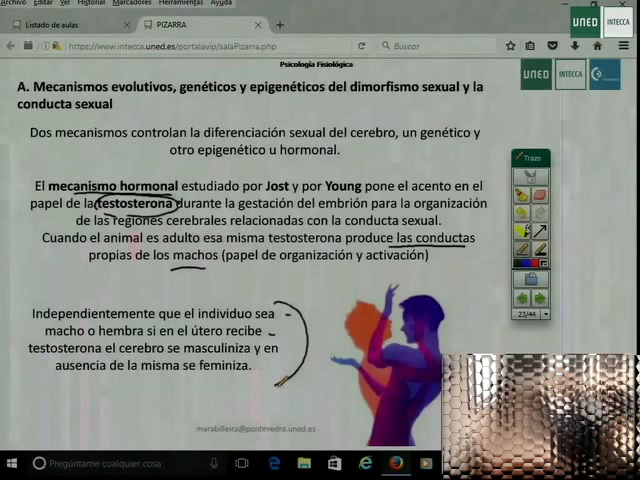 Archivo Editar Ver Historial Marcadores Herramientas Ayuda
Listado de aulas
PIZARRA
UNED
INTECCA
https://www.intecca.uned.es/portalavip/salaPizarra.php
Buscar
Psicología Fisiológica
UNED
INTECCA
A. Mecanismos evolutivos, genéticos y epigenéticos del dimorfismo sexual y la
conducta sexual
Dos mecanismos controlan la diferenciación sexual del cerebro, un genético y
otro epigenético u hormonal.
Trazo
El mecanismo hormonal estudiado por Jost y por Young pone el acento en el
papel de la testosterona durante la gestación del embrión para la organización
de las regiones cerebrales relacionadas con la conducta sexual.
Cuando el animal es adulto esa misma testosterona produce las conductas
propias de los machos (papel de organización y activación)
23/44
Independientemente que el individuo sea
macho o hembra si en el útero recibe
testosterona el cerebro se masculiniza y en
ausencia de la misma se feminiza.
marabilleira@pontevedra.uned.es
Pregúntame cualquier cosa